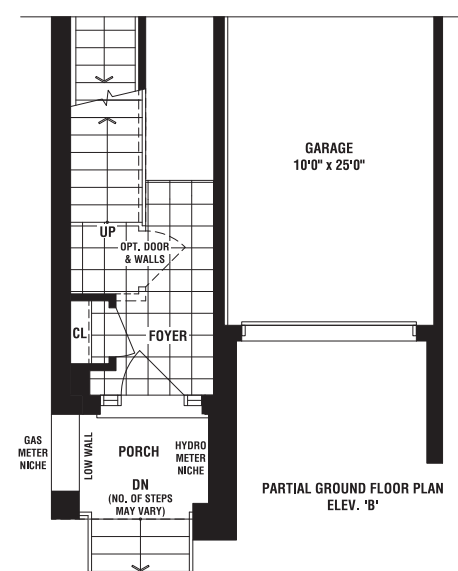 GARAGE
10'0" x 25'0"
UP
OPT. DOOR
& WALLS
CL
FOYER
GAS
METER
NICHE
LOW WALL
PORCH
HYDRO
METER
NICHE
DN
(NO. OF STEPS
MAY VARY)
PARTIAL GROUND FLOOR PLAN
ELEV. 'B'